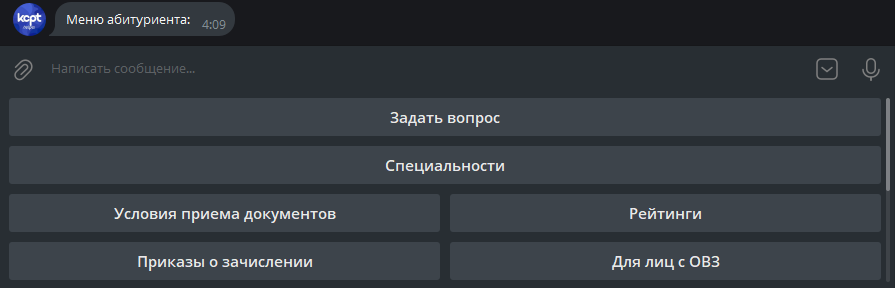 kcpt
Меню абитуриента:
4:09
Написать сообщение...
Задать вопрос
Специальности
Условия приема документов
Рейтинги
Приказы о зачислении
Для лиц с ОВЗ